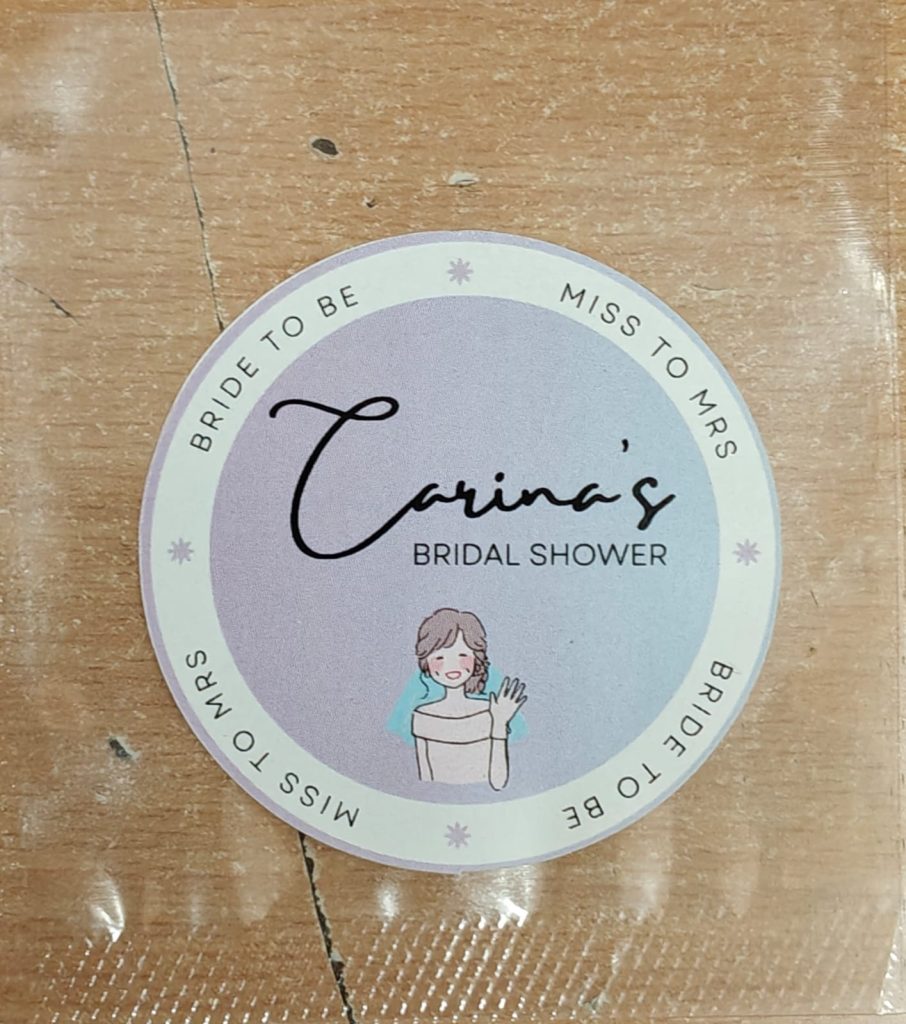 BRIDE TO BE
MISS TO MRS
Carina's
BRIDAL SHOWER
MISS TO MRS
BRIDE TO BE